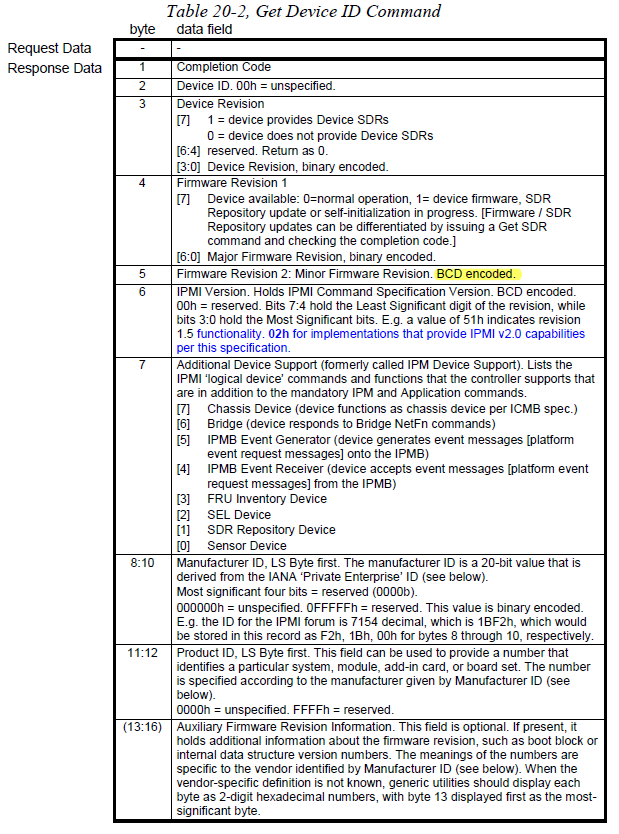 Table 20-2, Get Device ID Command
byte data field
Request Data - -
Response Data 1 Completion Code
2 Device ID. 00h = unspecified.
3 Device Revision
[7] 1 = device provides Device SDRs
0 = device does not provide Device SDRs
[6:4] reserved. Return as 0.
[3:0] Device Revision, binary encoded.
4 Firmware Revision 1
[7] Device available: 0=normal operation, 1= device firmware, SDR
Repository update or self-initialization in progress. [Firmware / SDR
Repository updates can be differentiated by issuing a Get SDR
command and checking the completion code.]
[6:0] Major Firmware Revision, binary encoded.
5 Firmware Revision 2: Minor Firmware Revision. BCD encoded.
6 IPMI Version. Holds IPMI Command Specification Version. BCD encoded.
00h = reserved. Bits 7:4 hold the Least Significant digit of the revision, while
bits 3:0 hold the Most Significant bits. E.g. a value of 51h indicates revision
1.5 functionality. 02h for implementations that provide IPMI v2.0 capabilities
per this specification.
7 Additional Device Support (formerly called IPM Device Support). Lists the
IPMI ‘logical device’ commands and functions that the controller supports that
are in addition to the mandatory IPM and Application commands.
[7] Chassis Device (device functions as chassis device per ICMB spec.)
[6] Bridge (device responds to Bridge NetFn commands)
[5] IPMB Event Generator (device generates event messages [platform
event request messages] onto the IPMB)
[4] IPMB Event Receiver (device accepts event messages [platform event
request messages] from the IPMB)
[3] FRU Inventory Device
[2] SEL Device
[1] SDR Repository Device
[0] Sensor Device
8:10 Manufacturer ID, LS Byte first. The manufacturer ID is a 20-bit value that is
derived from the IANA ‘Private Enterprise’ ID (see below).
Most significant four bits = reserved (0000b).
000000h = unspecified. 0FFFFFh = reserved. This value is binary encoded.
E.g. the ID for the IPMI forum is 7154 decimal, which is 1BF2h, which would
be stored in this record as F2h, 1Bh, 00h for bytes 8 through 10, respectively.
11:12 Product ID, LS Byte first. This field can be used to provide a number that
identifies a particular system, module, add-in card, or board set. The number
is specified according to the manufacturer given by Manufacturer ID (see
below).
0000h = unspecified. FFFFh = reserved.
(13:16) Auxiliary Firmware Revision Information. This field is optional. If present, it
holds additional information about the firmware revision, such as boot block or
internal data structure version numbers. The meanings of the numbers are
specific to the vendor identified by Manufacturer ID (see below). When the
vendor-specific definition is not known, generic utilities should display each
byte as 2-digit hexadecimal numbers, with byte 13 displayed first as the most-
significant byte.